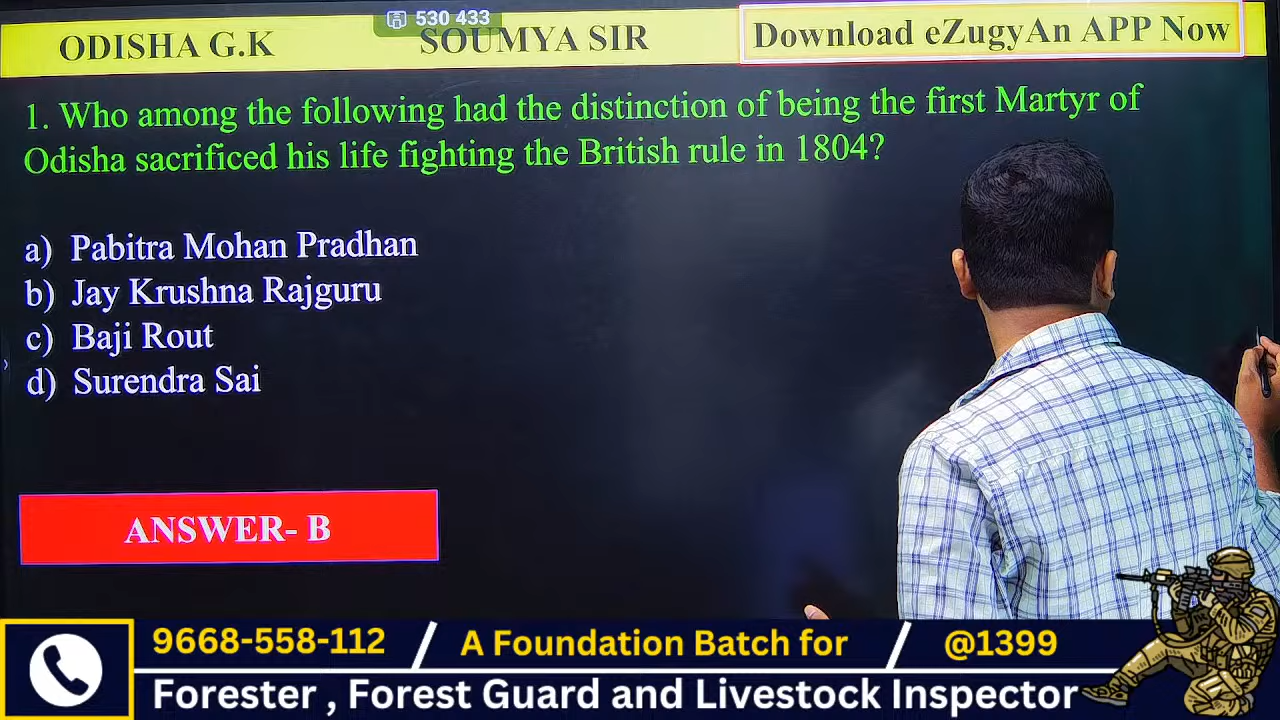 530 433
ODISHA G.K
SOUMYA SIR
Download eZugyAn APP Now
1. Who among the following had the distinction of being the first Martyr of
Odisha sacrificed his life fighting the British rule in 1804?
a) Pabitra Mohan Pradhan
b) Jay Krushna Rajguru
c) Baji Rout
d) Surendra Sai
ANSWER- B
9668-558-112 / A Foundation Batch for / @1399
Forester , Forest Guard and Livestock Inspector